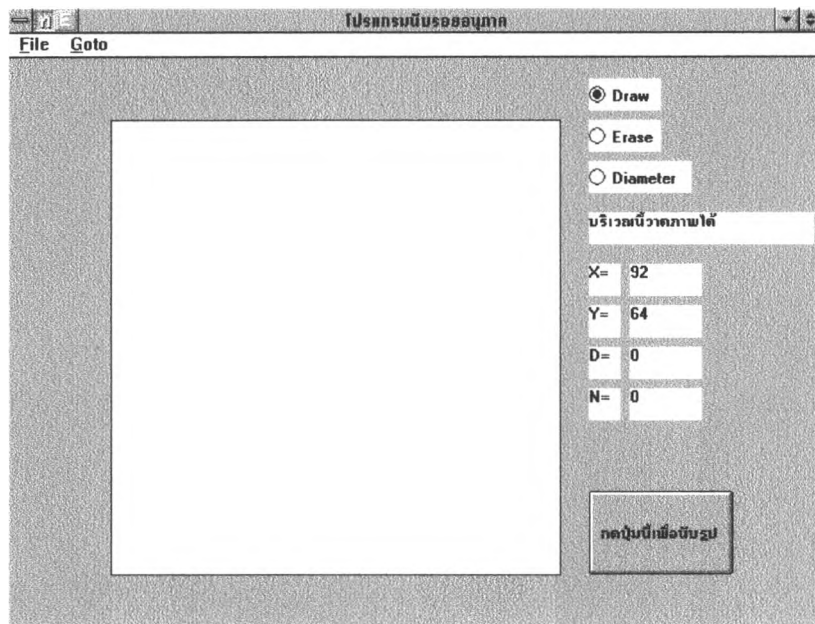 ก E
โปรแกรมนับรอยอนุภาค
File Goto
Draw
Erase
Diameter
บริเวณนี้วาดภาพได้
X= 92
Y= 64
D= 0
N= 0
กดปุ่มนี้เพื่อนับรูป